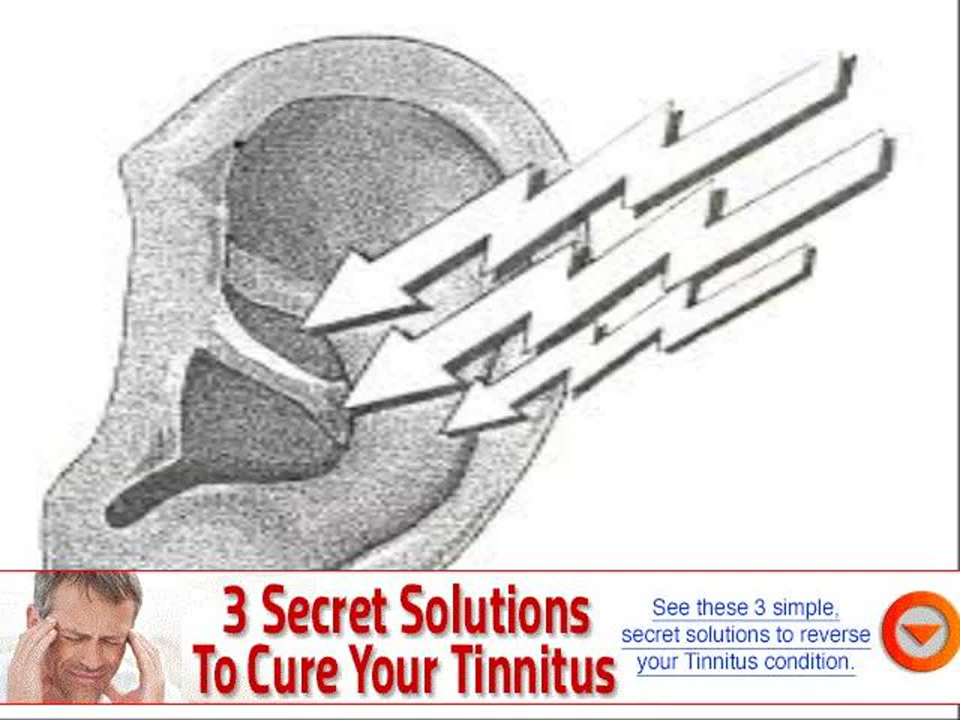 3 Secret Solutions
To Cure Your Tinnitus
See these 3 simple,
secret solutions to reverse
your Tinnitus condition.